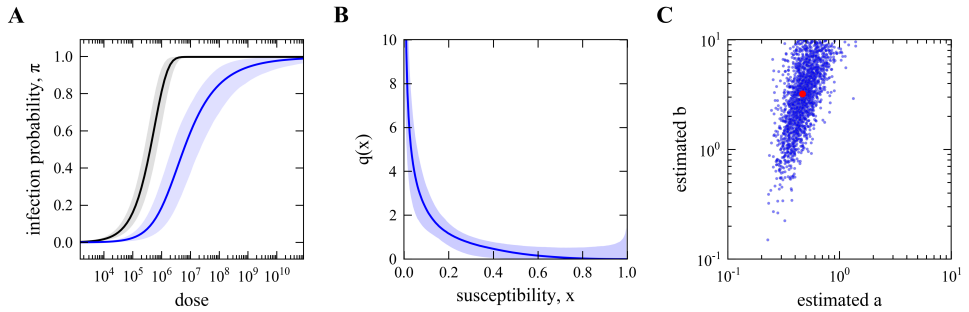 A
infection probability, π
1.0
0.8
0.6
0.4
0.2
0.0
10⁴ 10⁵ 10⁶ 10⁷ 10⁸ 10⁹ 10¹⁰
dose
B
q(x)
10
8
6
4
2
0
0.0 0.2 0.4 0.6 0.8 1.0
susceptibility, x
C
estimated b
10¹
10⁰
10⁻¹
10⁻¹ 10⁰ 10¹
estimated a